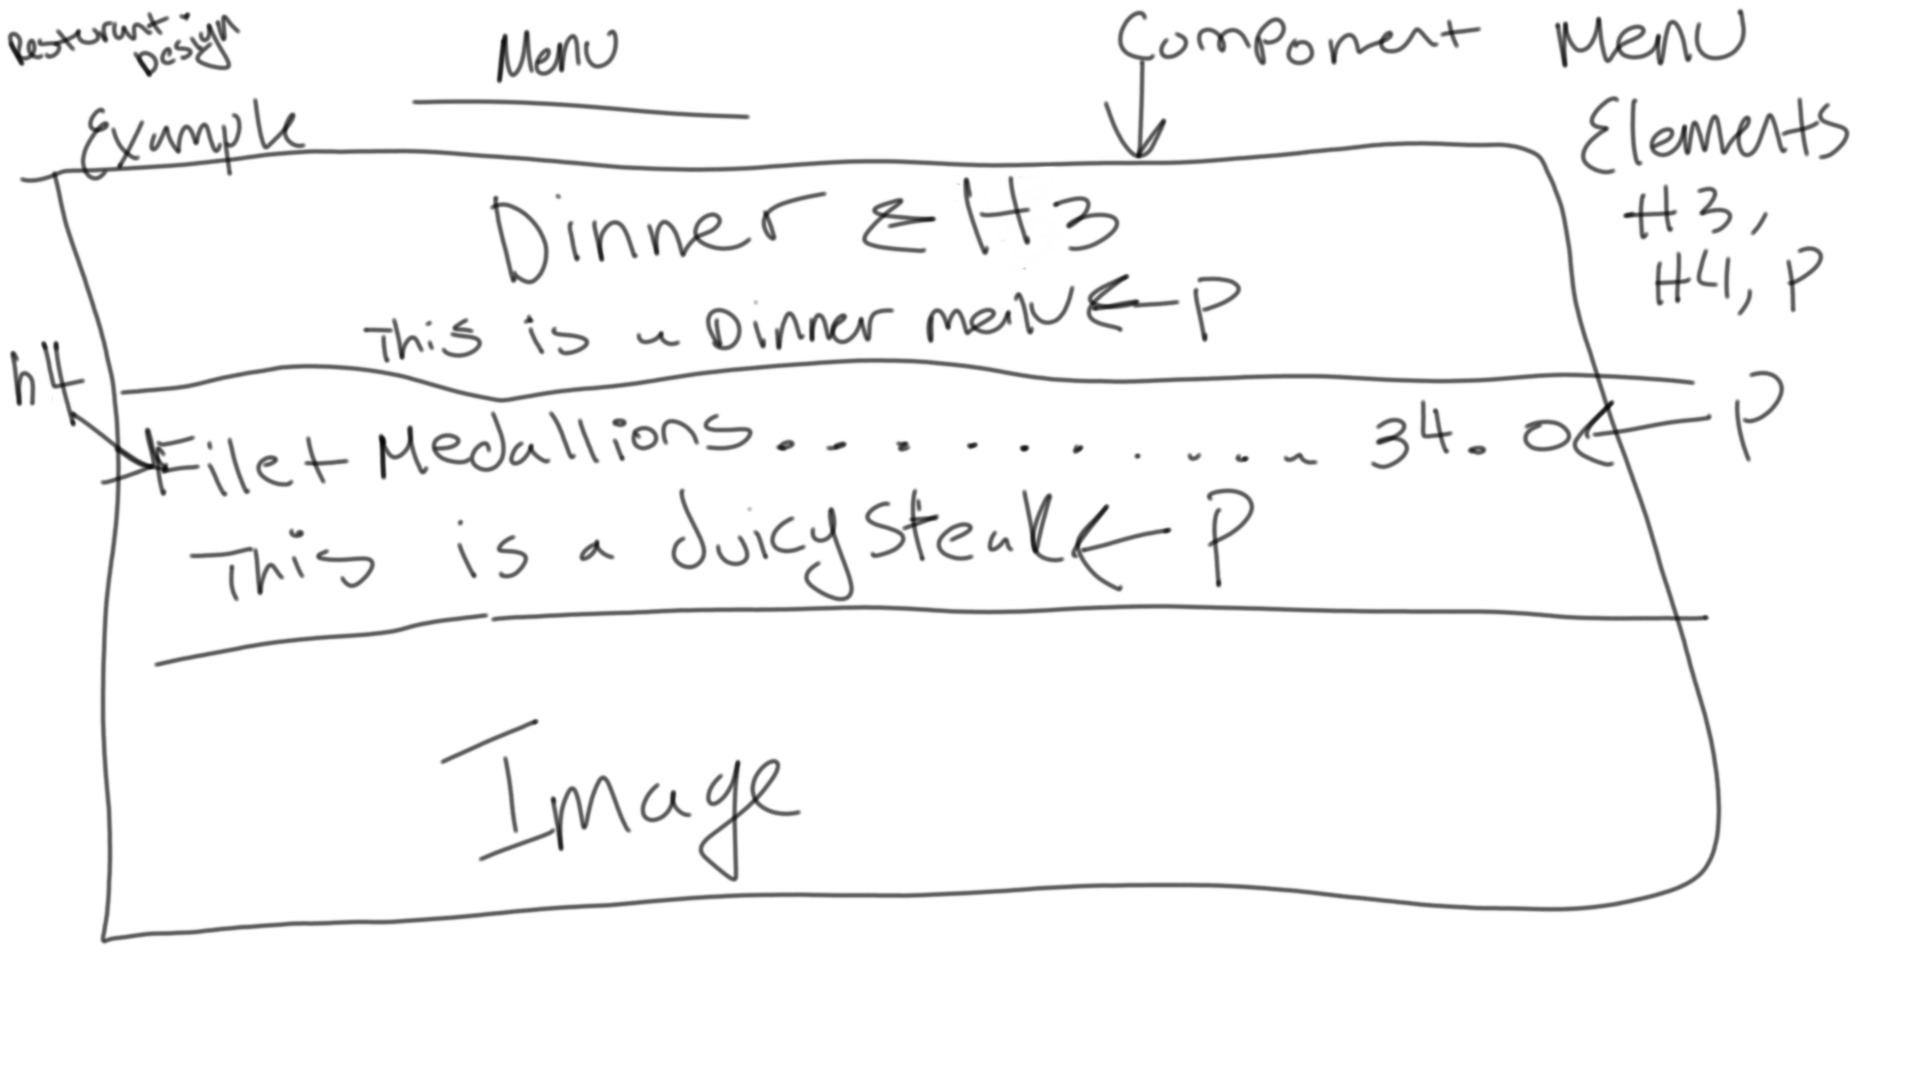 Resturant Design
Menu
Component Menu
Example
Elements
H3,
H4, P
Dinner ← H3
This is a Dinner menu ← P
h4
Filet Medallions............. 34.0 ← P
This is a Juicy Steak ← P
Image